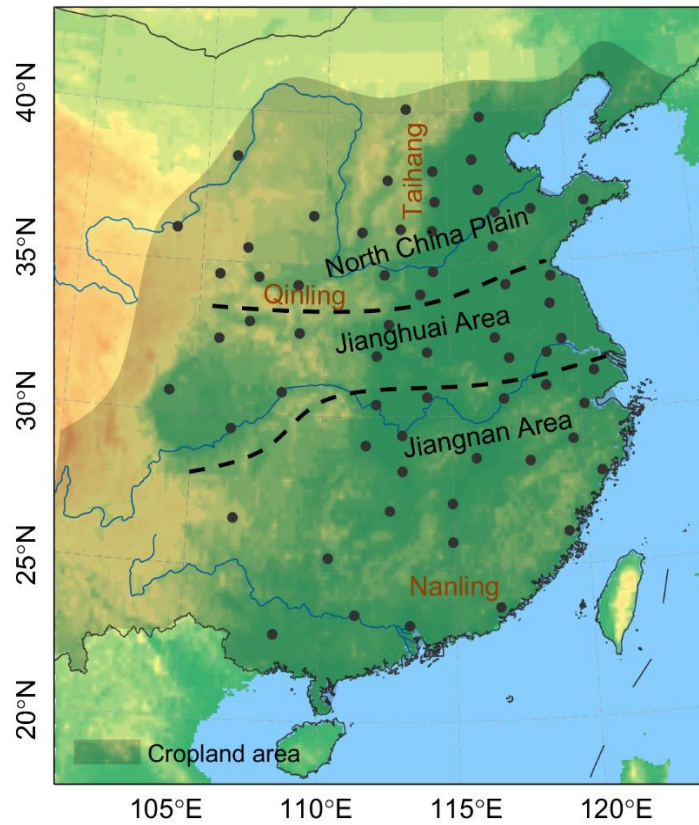 40°N
35°N
30°N
25°N
20°N
Taihang
North China Plain
Qinling
Jianghuai Area
Jiangnan Area
Nanling
Cropland area
105°E
110°E
115°E
120°E